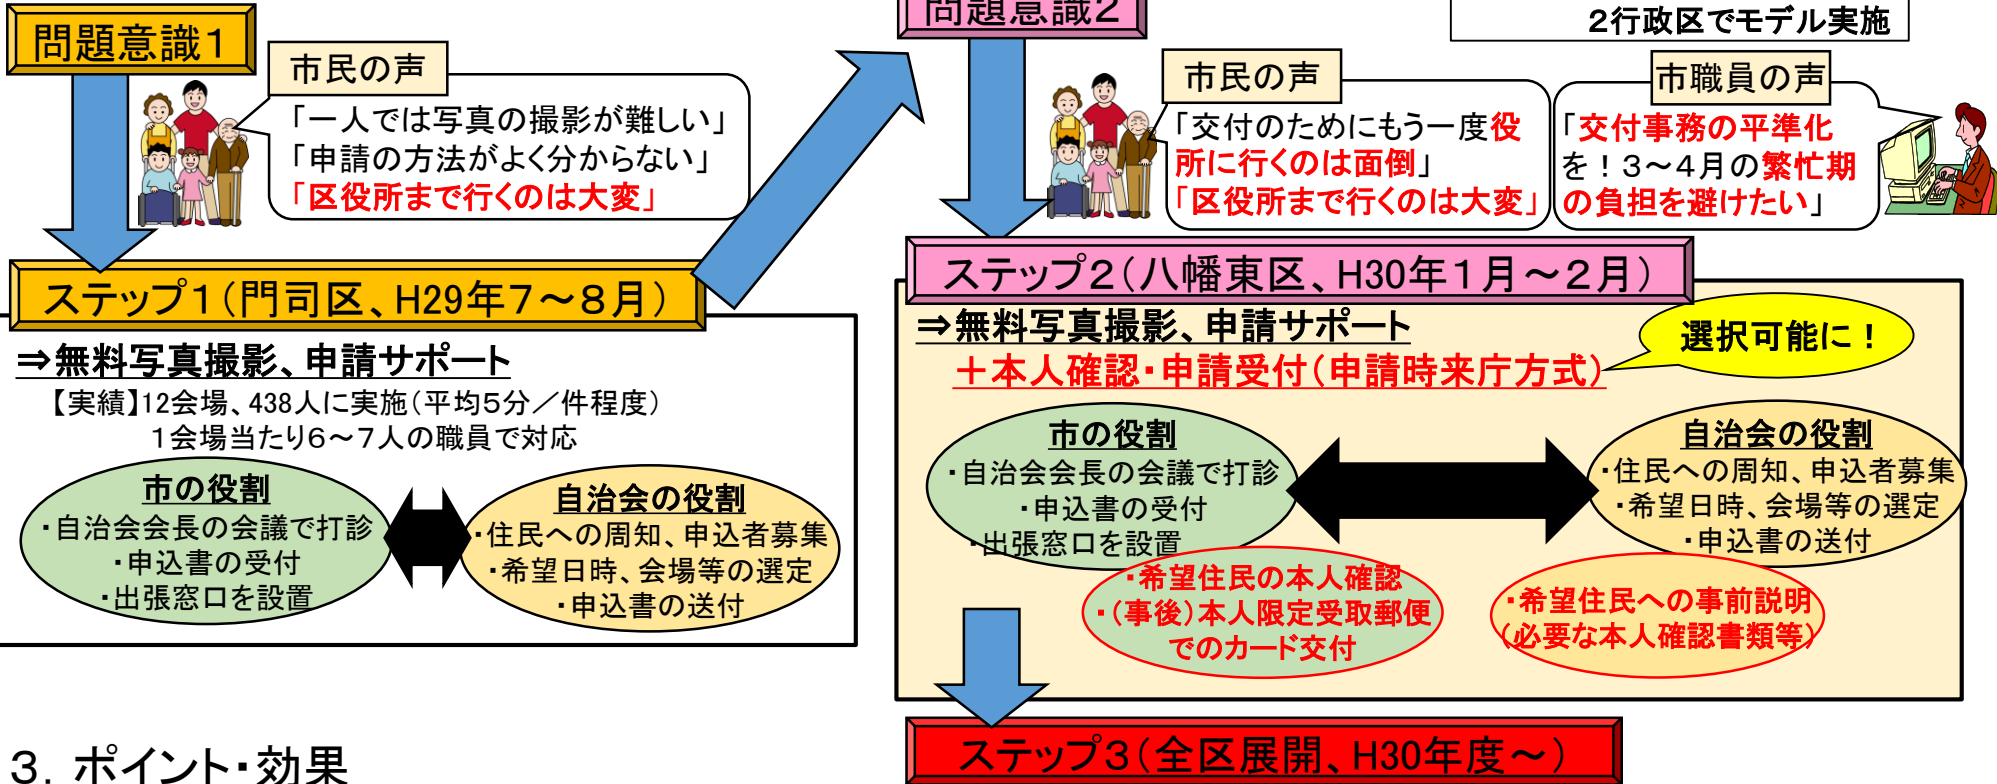 問題意識1
市民の声
「一人では写真の撮影が難しい」
「申請の方法がよく分からない」
「区役所まで行くのは大変」
ステップ1(門司区、H29年7~8月)
⇒無料写真撮影、申請サポート
【実績】12会場、438人に実施(平均5分/件程度)
1会場当たり6~7人の職員で対応
市の役割
・自治会会長の会議で打診
・申込書の受付
・出張窓口を設置
自治会の役割
・住民への周知、申込者募集
・希望日時、会場等の選定
・申込書の送付
問題意識2
2行政区でモデル実施
市民の声
「交付のためにもう一度役
所に行くのは面倒」
「区役所まで行くのは大変」
市職員の声
「交付事務の平準化
を!3~4月の繁忙期
の負担を避けたい」
ステップ2(八幡東区、H30年1月~2月)
⇒無料写真撮影、申請サポート
+本人確認・申請受付(申請時来庁方式)
選択可能に!
市の役割
・自治会会長の会議で打診
・申込書の受付
・出張窓口を設置
・希望住民の本人確認
・(事後)本人限定受取郵便
でのカード交付
自治会の役割
・住民への周知、申込者募集
・希望日時、会場等の選定
・申込書の送付
・希望住民への事前説明
(必要な本人確認書類等)
ステップ3(全区展開、H30年度~)
3.ポイント・効果